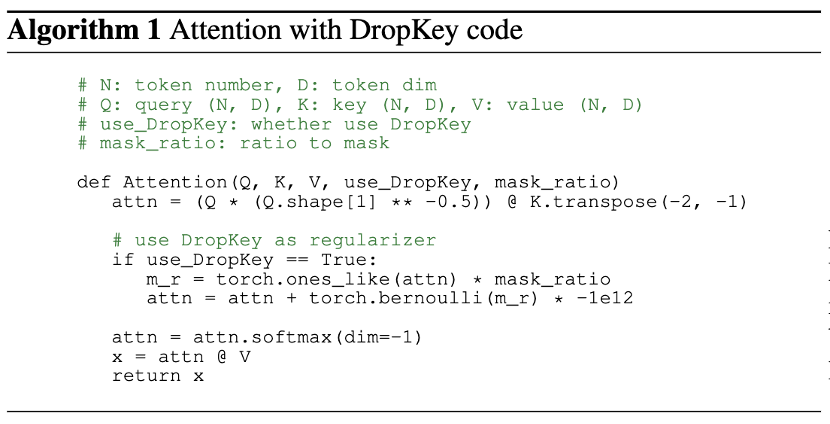 Algorithm 1 Attention with DropKey code
# N: token number, D: token dim
# Q: query (N, D), K: key (N, D), V: value (N, D)
# use_DropKey: whether use DropKey
# mask_ratio: ratio to mask
def Attention(Q, K, V, use_DropKey, mask_ratio)
attn = (Q * (Q.shape[1] ** -0.5)) @ K.transpose(-2, -1)
# use DropKey as regularizer
if use_DropKey == True:
m_r = torch.ones_like(attn) * mask_ratio
attn = attn + torch.bernoulli(m_r) * -1e12
attn = attn.softmax(dim=-1)
x = attn @ V
return x